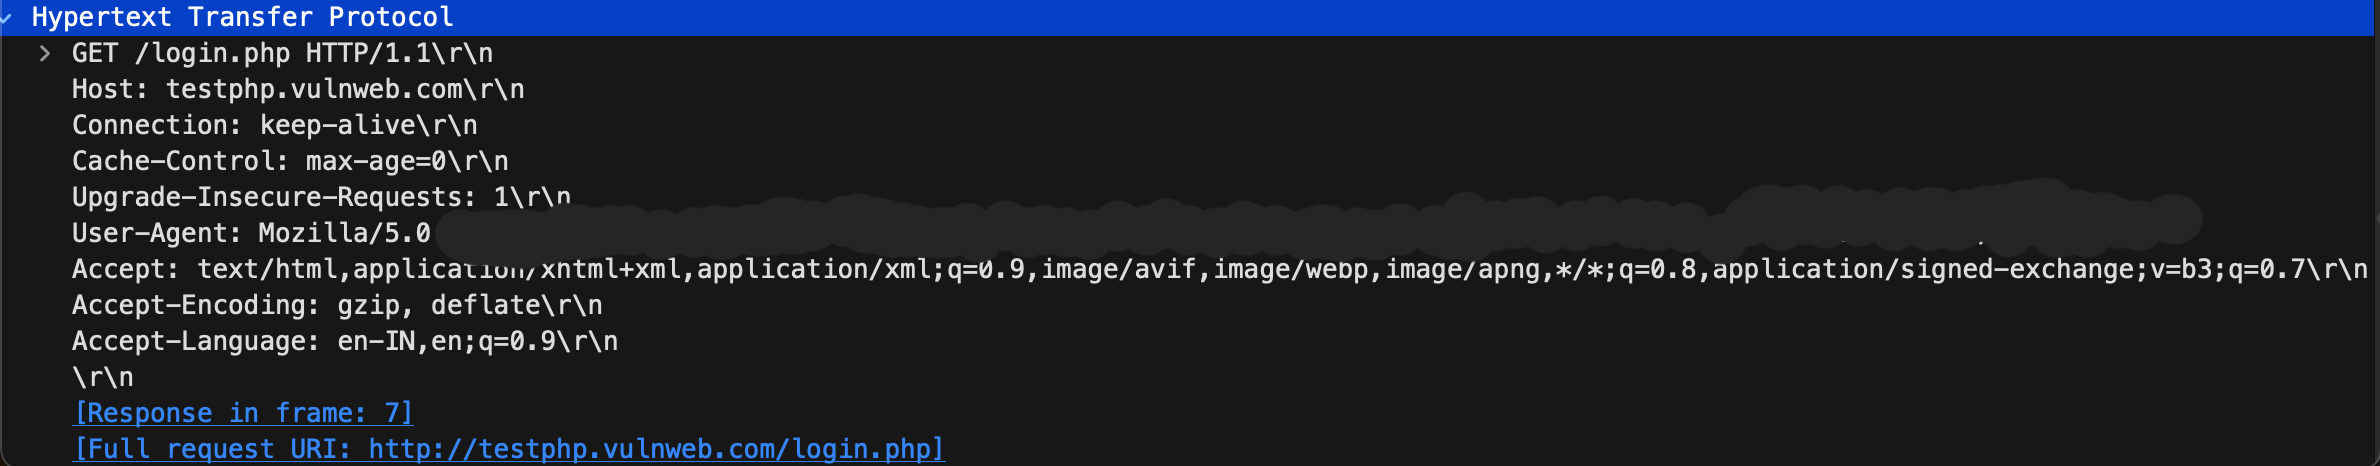 Hypertext Transfer Protocol
GET /login.php HTTP/1.1\r\n
Host: testphp.vulnweb.com\r\n
Connection: keep-alive\r\n
Cache-Control: max-age=0\r\n
Upgrade-Insecure-Requests: 1\r\n
User-Agent: Mozilla/5.0
Accept: text/html,application/xhtml+xml,application/xml;q=0.9,image/avif,image/webp,image/apng,*/*;q=0.8,application/signed-exchange;v=b3;q=0.7\r\n
Accept-Encoding: gzip, deflate\r\n
Accept-Language: en-IN,en;q=0.9\r\n
\r\n
[Response in frame: 7]
[Full request URI: http://testphp.vulnweb.com/login.php]